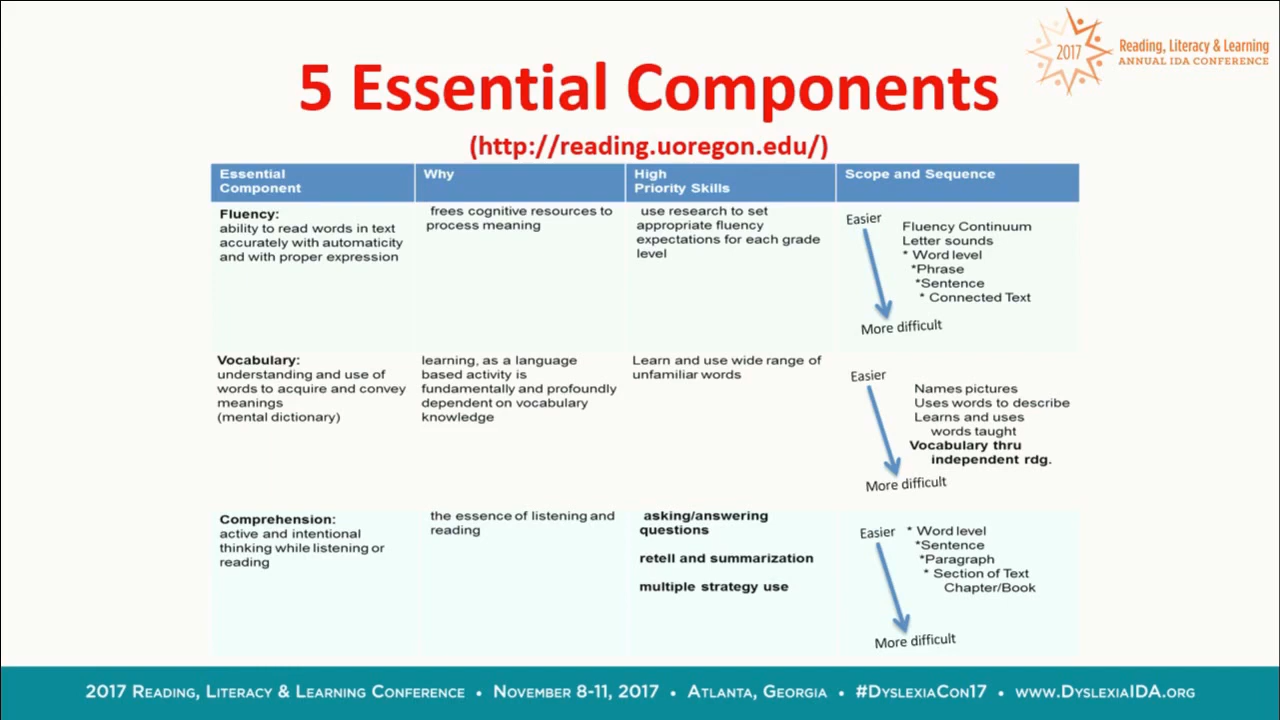 2017
Reading, Literacy & Learning
ANNUAL IDA CONFERENCE
5 Essential Components
(http://reading.uoregon.edu/)
Essential
Component
Why
High
Priority Skills
Scope and Sequence
Fluency:
ability to read words in text
accurately with automaticity
and with proper expression
frees cognitive resources to
process meaning
use research to set
appropriate fluency
expectations for each grade
level
Easier
Fluency Continuum
Letter sounds
* Word level
*Phrase
*Sentence
* Connected Text
More difficult
Vocabulary:
understanding and use of
words to acquire and convey
meanings
(mental dictionary)
learning, as a language
based activity is
fundamentally and profoundly
dependent on vocabulary
knowledge
Learn and use wide range of
unfamiliar words
Easier
Names pictures
Uses words to describe
Learns and uses
words taught
Vocabulary thru
independent rdg.
More difficult
Comprehension:
active and intentional
thinking while listening or
reading
the essence of listening and
reading
asking/answering
questions
retell and summarization
multiple strategy use
Easier
* Word level
*Sentence
*Paragraph
* Section of Text
Chapter/Book
More difficult
2017 READING, LITERACY & LEARNING CONFERENCE • NOVEMBER 8-11, 2017 • ATLANTA, GEORGIA • #DYSLEXIACON17 • WWW.DYSLEXIAIDA.ORG